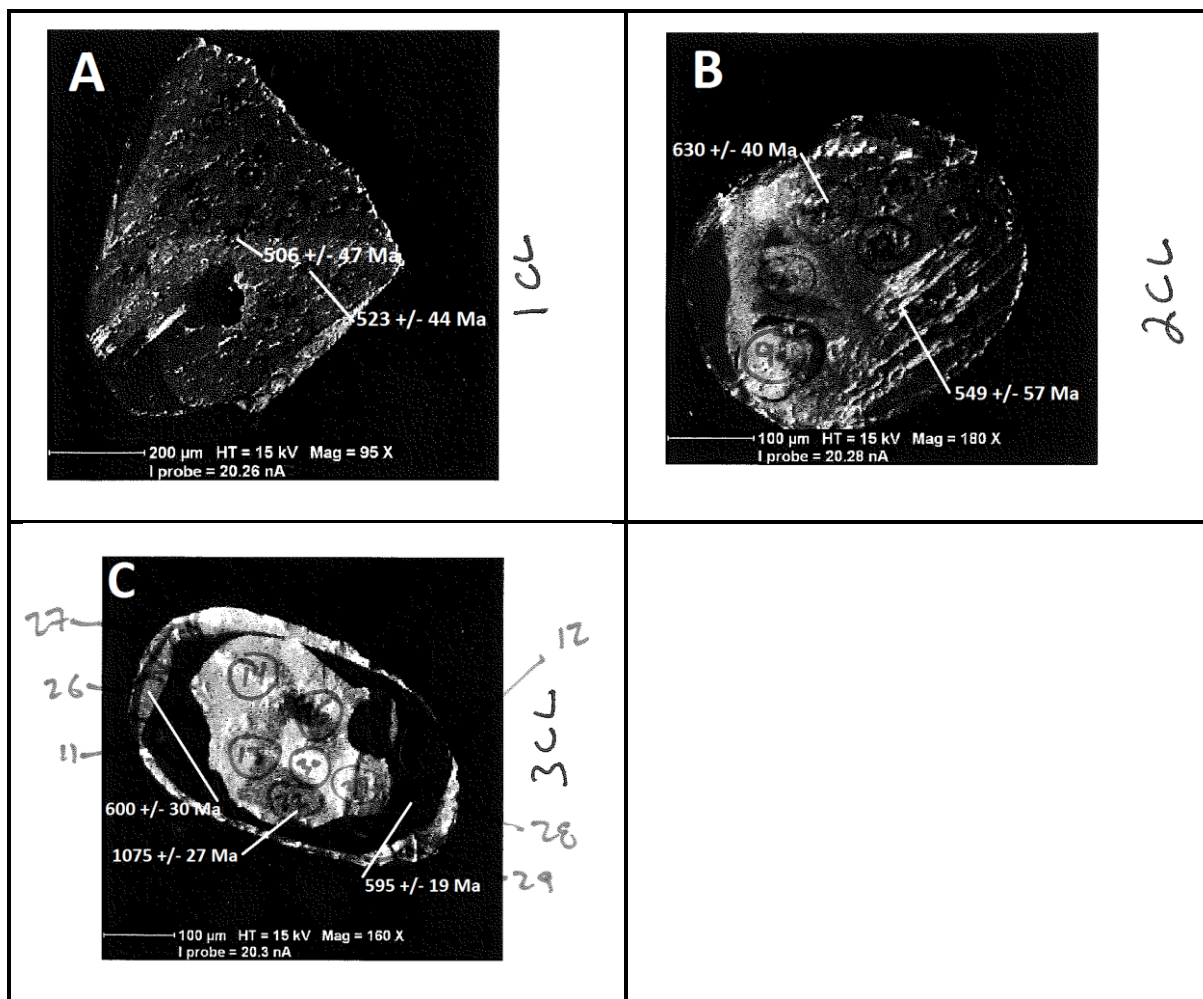 A
506 +/- 47 Ma
523 +/- 44 Ma
200 µm HT = 15 kV Mag = 95 X
I probe = 20.26 nA
1CL
B
630 +/- 40 Ma
549 +/- 57 Ma
100 µm HT = 15 kV Mag = 180 X
I probe = 20.28 nA
2CL
C
27
26
11
12
14
600 +/- 30 Ma
1075 +/- 27 Ma
595 +/- 19 Ma
28
29
100 µm HT = 15 kV Mag = 160 X
I probe = 20.3 nA
3CL